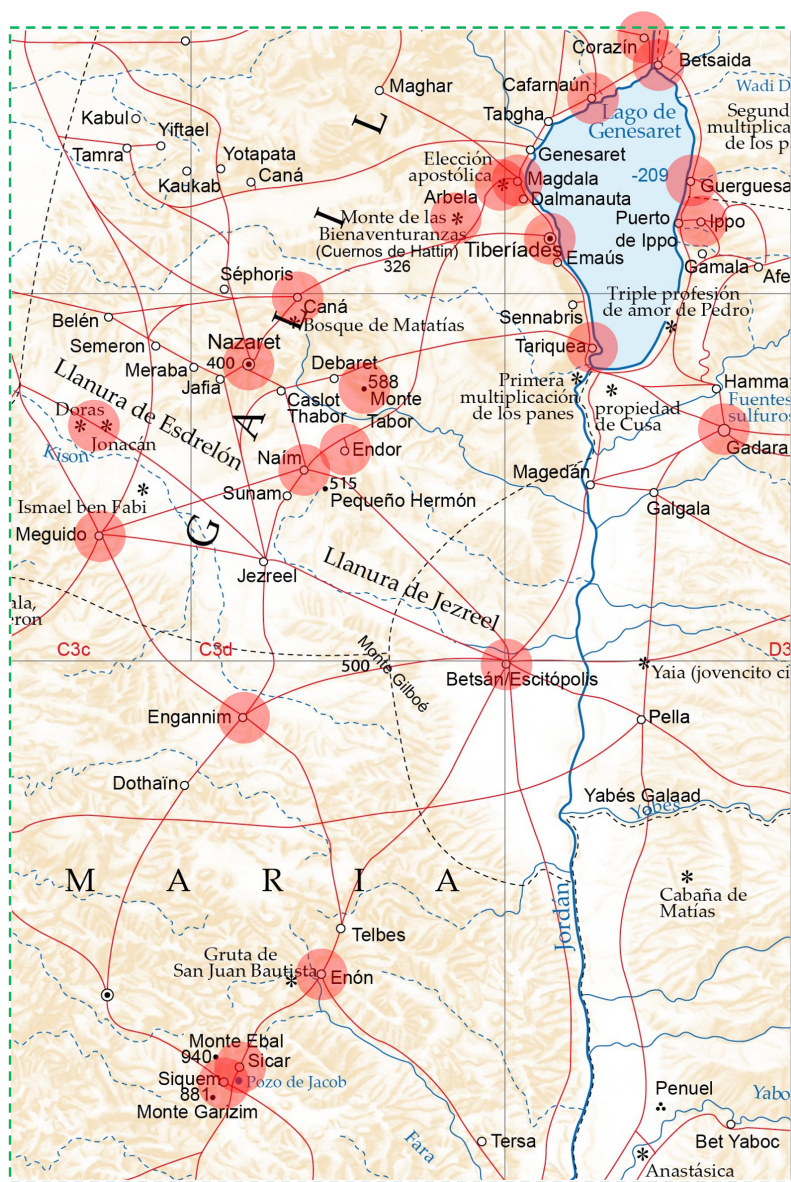 Corazín
Betsaida
Cafarnaún
Maghar
Wadi D
Tabgha
Lago de
Genesaret
Segund
multiplica
de los p
Kabul
Yiftael
Tamra
Yotapata
Caná
Kaukab
Genesaret
Elección
apostólica
Magdala
-209
Guerguesa
Arbela
Dalmanauta
Monte de las
Bienaventuranzas
(Cuernos de Hattin)
326
Puerto
de Ippo
Ippo
Tiberíades
Emaús
Gamala
Afe
Séphoris
Caná
Triple profesión
de amor de Pedro
Belén
Bosque de Matatías
Sennabris
Semeron
Nazaret
400
Tariquea
Meraba
Jafia
Debaret
588
Monte
Tabor
Caslot
Thabor
Primera
multiplicación
de los panes
propiedad
de Cusa
Hamma
Fuentes
sulfuros
Llanura de Esdrelón
Doras
Jonacán
Kison
Naím
Endor
Gadara
Magedán
Sunam
515
Pequeño Hermón
Galgala
Ismael ben Fabi
Meguido
G A L I L
Jezreel
Llanura de Jezreel
ala,
ron
C3c
C3d
D3
500
Monte Gilboé
Betsán/Escitópolis
Yaia (jovencito ci
Engannim
Pella
Dothaïn
Yabés Galaad
Yobés
M A R I A
Cabaña de
Matías
Jordán
Telbes
Gruta de
San Juan Bautista
Enón
Monte Ebal
940
Sicar
Siquem
Pozo de Jacob
881
Monte Garizim
Penuel
Yabo
Fara
Tersa
Bet Yaboc
Anastásica